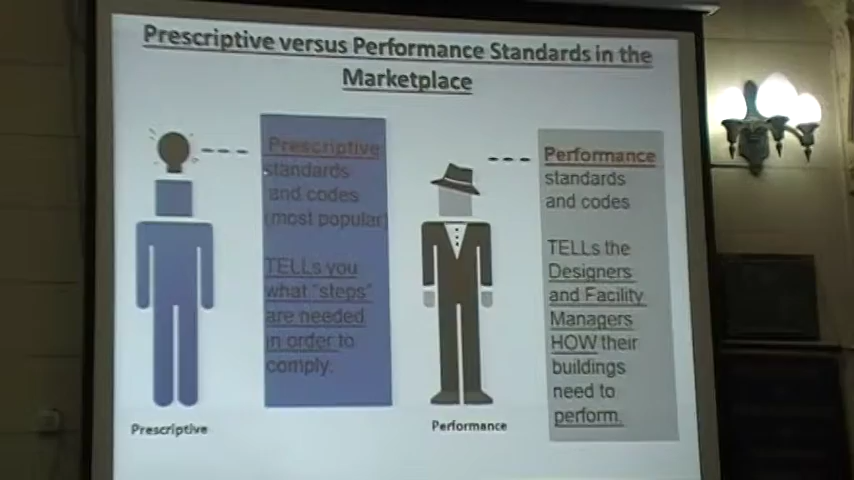 Prescriptive versus Performance Standards in the
Marketplace
Prescriptive
standards
and codes
(most popular)
TELLs you
what "steps"
are needed
in order to
comply.
Performance
standards
and codes
TELLs the
Designers
and Facility
Managers
HOW their
buildings
need to
perform.
Prescriptive
Performance